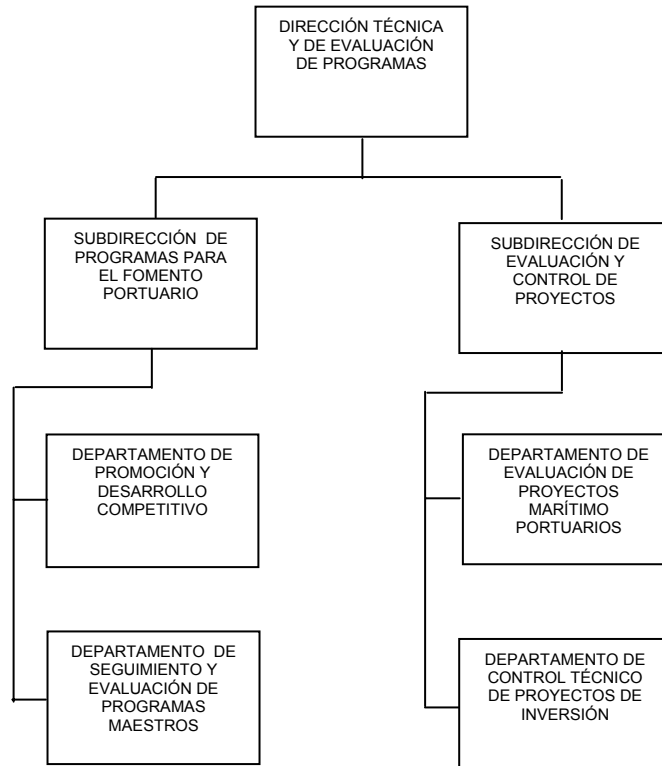 DIRECCIÓN TÉCNICA
Y DE EVALUACIÓN
DE PROGRAMAS
SUBDIRECCIÓN DE
PROGRAMAS PARA
EL FOMENTO
PORTUARIO
SUBDIRECCIÓN DE
EVALUACIÓN Y
CONTROL DE
PROYECTOS
DEPARTAMENTO DE
PROMOCIÓN Y
DESARROLLO
COMPETITIVO
DEPARTAMENTO DE
EVALUACIÓN DE
PROYECTOS
MARÍTIMO
PORTUARIOS
DEPARTAMENTO DE
SEGUIMIENTO Y
EVALUACIÓN DE
PROGRAMAS
MAESTROS
DEPARTAMENTO DE
CONTROL TÉCNICO
DE PROYECTOS DE
INVERSIÓN